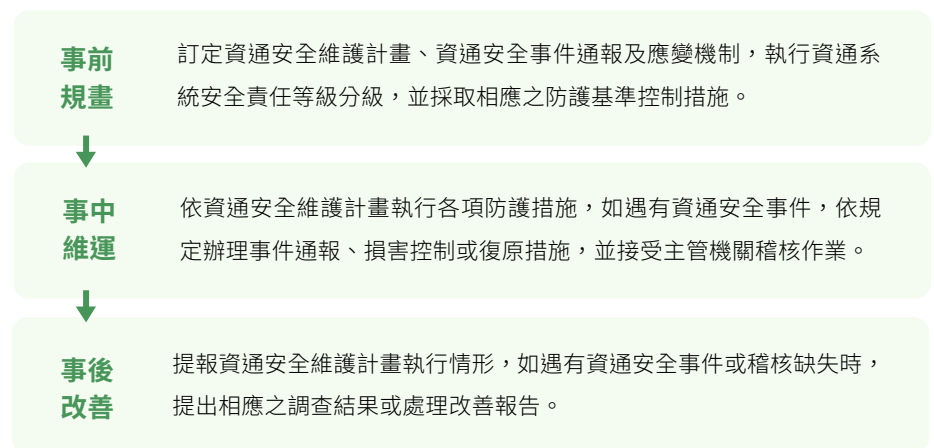 事前
規畫
訂定資通安全維護計畫、資通安全事件通報及應變機制，執行資通系
統安全責任等級分級，並採取相應之防護基準控制措施。
事中
維運
依資通安全維護計畫執行各項防護措施，如遇有資通安全事件，依規
定辦理事件通報、損害控制或復原措施，並接受主管機關稽核作業。
事後
改善
提報資通安全維護計畫執行情形，如遇有資通安全事件或稽核缺失時，
提出相應之調查結果或處理改善報告。